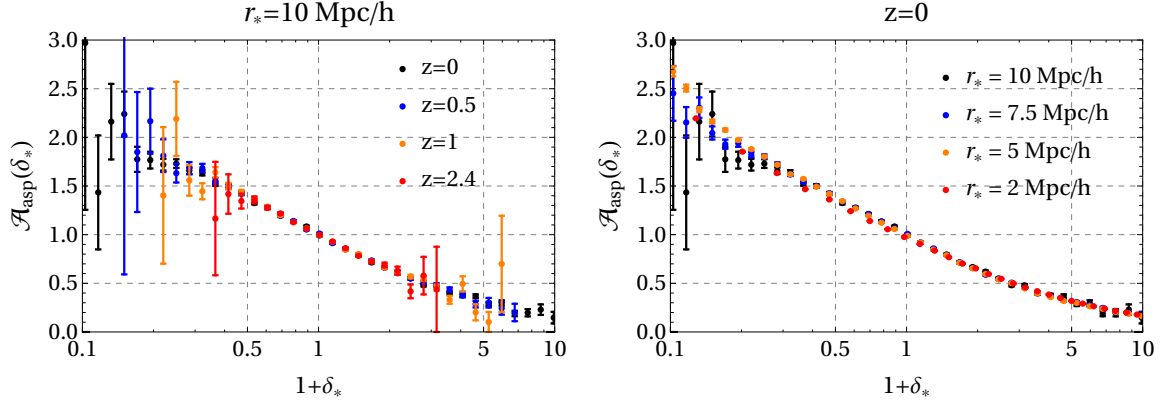 r*=10 Mpc/h
𝒜asp(δ*)
3.0
2.5
2.0
1.5
1.0
0.5
0.0
0.1
0.5
1
5
10
1+δ*
z=0
z=0.5
z=1
z=2.4
z=0
𝒜asp(δ*)
3.0
2.5
2.0
1.5
1.0
0.5
0.0
0.1
0.5
1
5
10
1+δ*
r* = 10 Mpc/h
r* = 7.5 Mpc/h
r* = 5 Mpc/h
r* = 2 Mpc/h